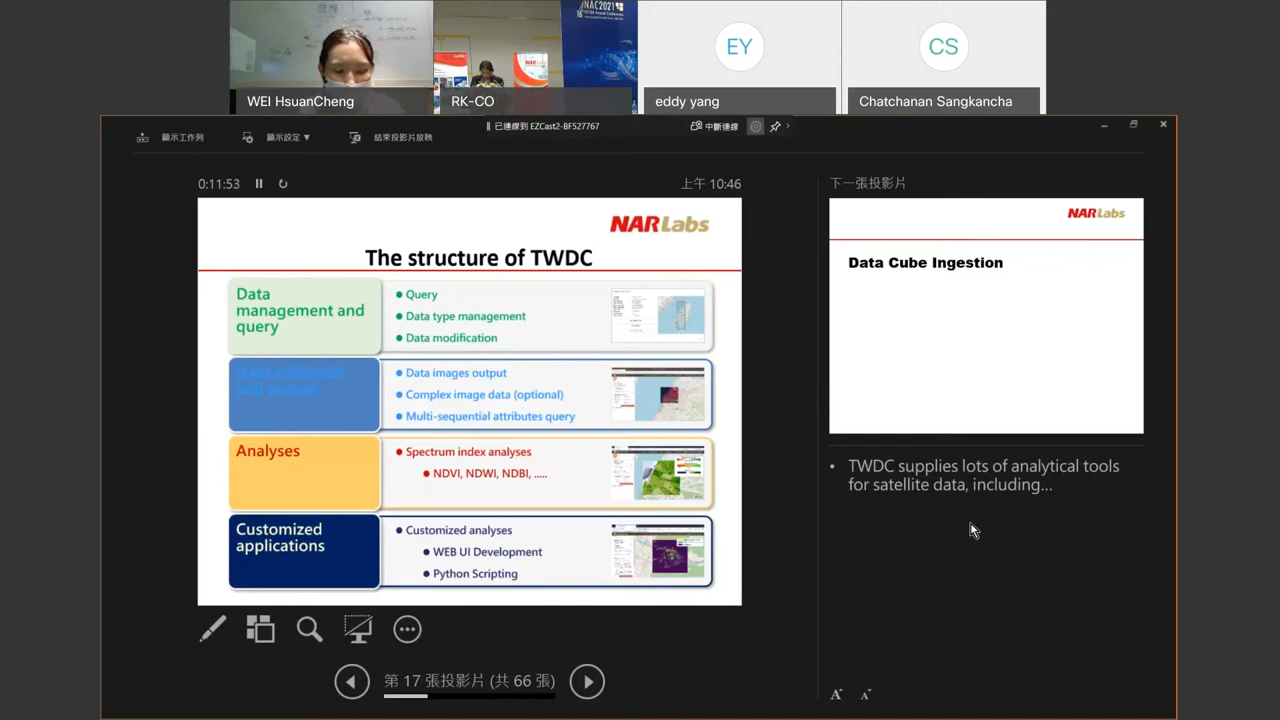 NAC2021
WEI HsuanCheng
RK-CO
EY
eddy yang
CS
Chatchanan Sangkancha
顯示工作列
顯示設定 ▼
結束投影片放映
已連線到 EZCast2-BF527767
中斷連線
0:11:53
上午 10:46
NARLabs
The structure of TWDC
Data
management and
query
● Query
● Data type management
● Data modification
and output
● Data images output
● Complex image data (optional)
● Multi-sequential attributes query
Analyses
● Spectrum index analyses
● NDVI, NDWI, NDBI, .....
Customized
applications
● Customized analyses
● WEB UI Development
● Python Scripting
第 17 張投影片 (共 66 張)
下一張投影片
NARLabs
Data Cube Ingestion
• TWDC supplies lots of analytical tools
for satellite data, including...
A A